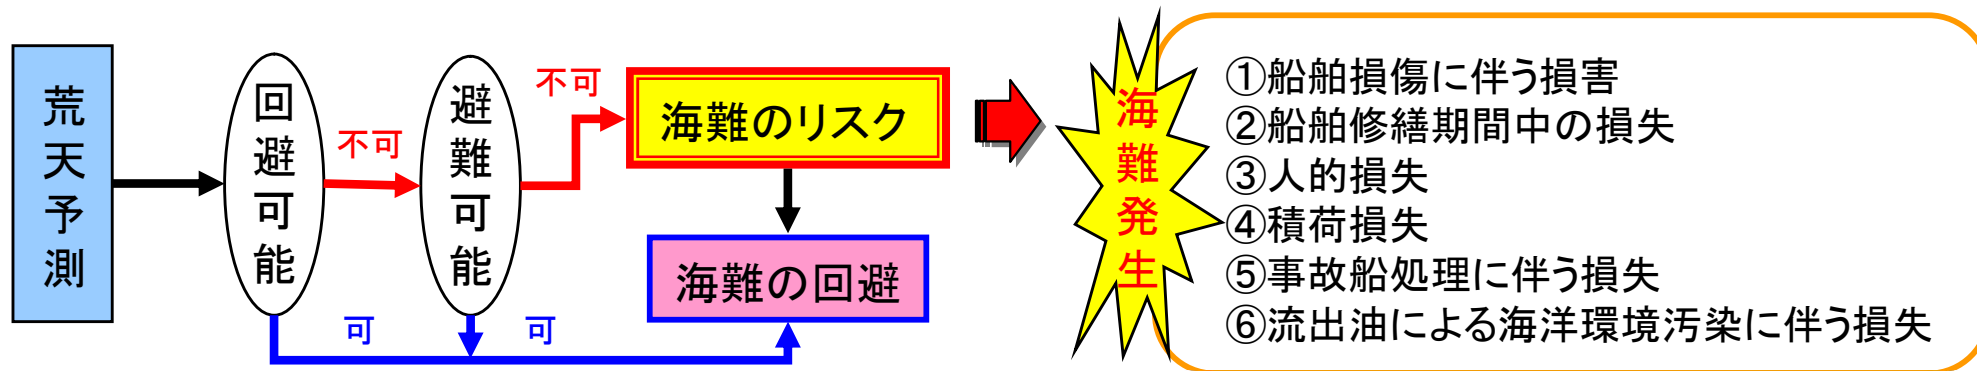 荒天予測
回避可能
不可
避難可能
不可
海難のリスク
海難の回避
可
可
海難発生
①船舶損傷に伴う損害
②船舶修繕期間中の損失
③人的損失
④積荷損失
⑤事故船処理に伴う損失
⑥流出油による海洋環境汚染に伴う損失